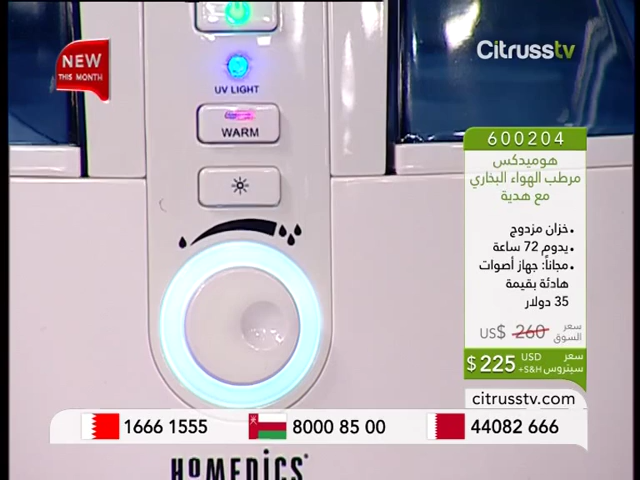 NEW
THIS MONTH
Citrusstv
UV LIGHT
WARM
HOMEDICS
600204
هوميدكس
مرطب الهواء البخاري
مع هدية
.خزان مزدوج
.يدوم 72 ساعة
.مجاناً: جهاز أصوات
هادئة بقيمة
35 دولار
سعر السوق US$ 260
سعر سيتروس $ 225 USD +S&H
citrusstv.com
1666 1555
8000 85 00
44082 666